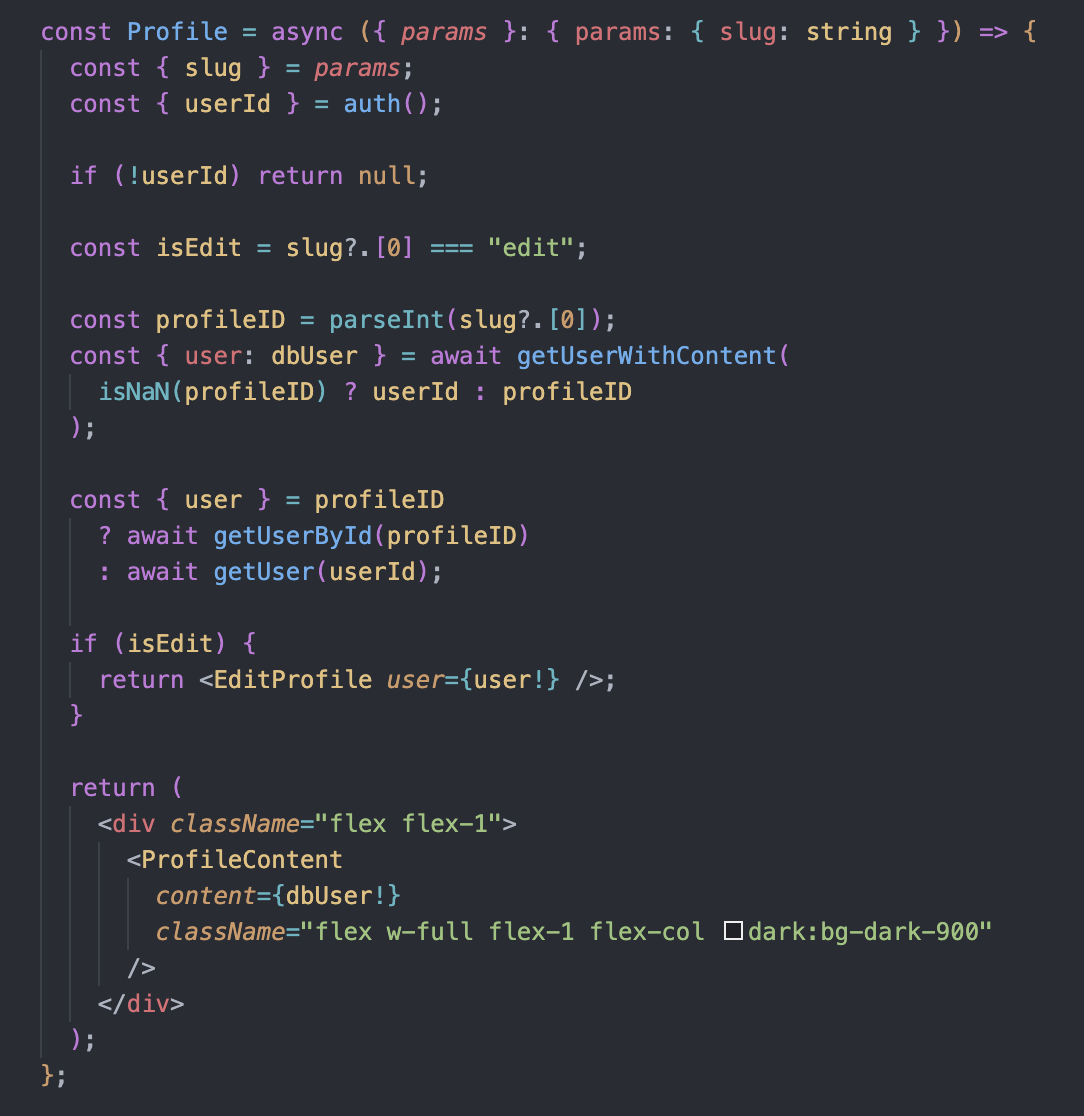 const Profile = async ({ params }: { params: { slug: string } }) => {
  const { slug } = params;
  const { userId } = auth();

  if (!userId) return null;

  const isEdit = slug?.[0] === "edit";

  const profileID = parseInt(slug?.[0]);
  const { user: dbUser } = await getUserWithContent(
    isNaN(profileID) ? userId : profileID
  );

  const { user } = profileID
    ? await getUserById(profileID)
    : await getUser(userId);

  if (isEdit) {
    return <EditProfile user={user!} />;
  }

  return (
    <div className="flex flex-1">
      <ProfileContent
        content={dbUser!}
        className="flex w-full flex-1 flex-col dark:bg-dark-900"
      />
    </div>
  );
};